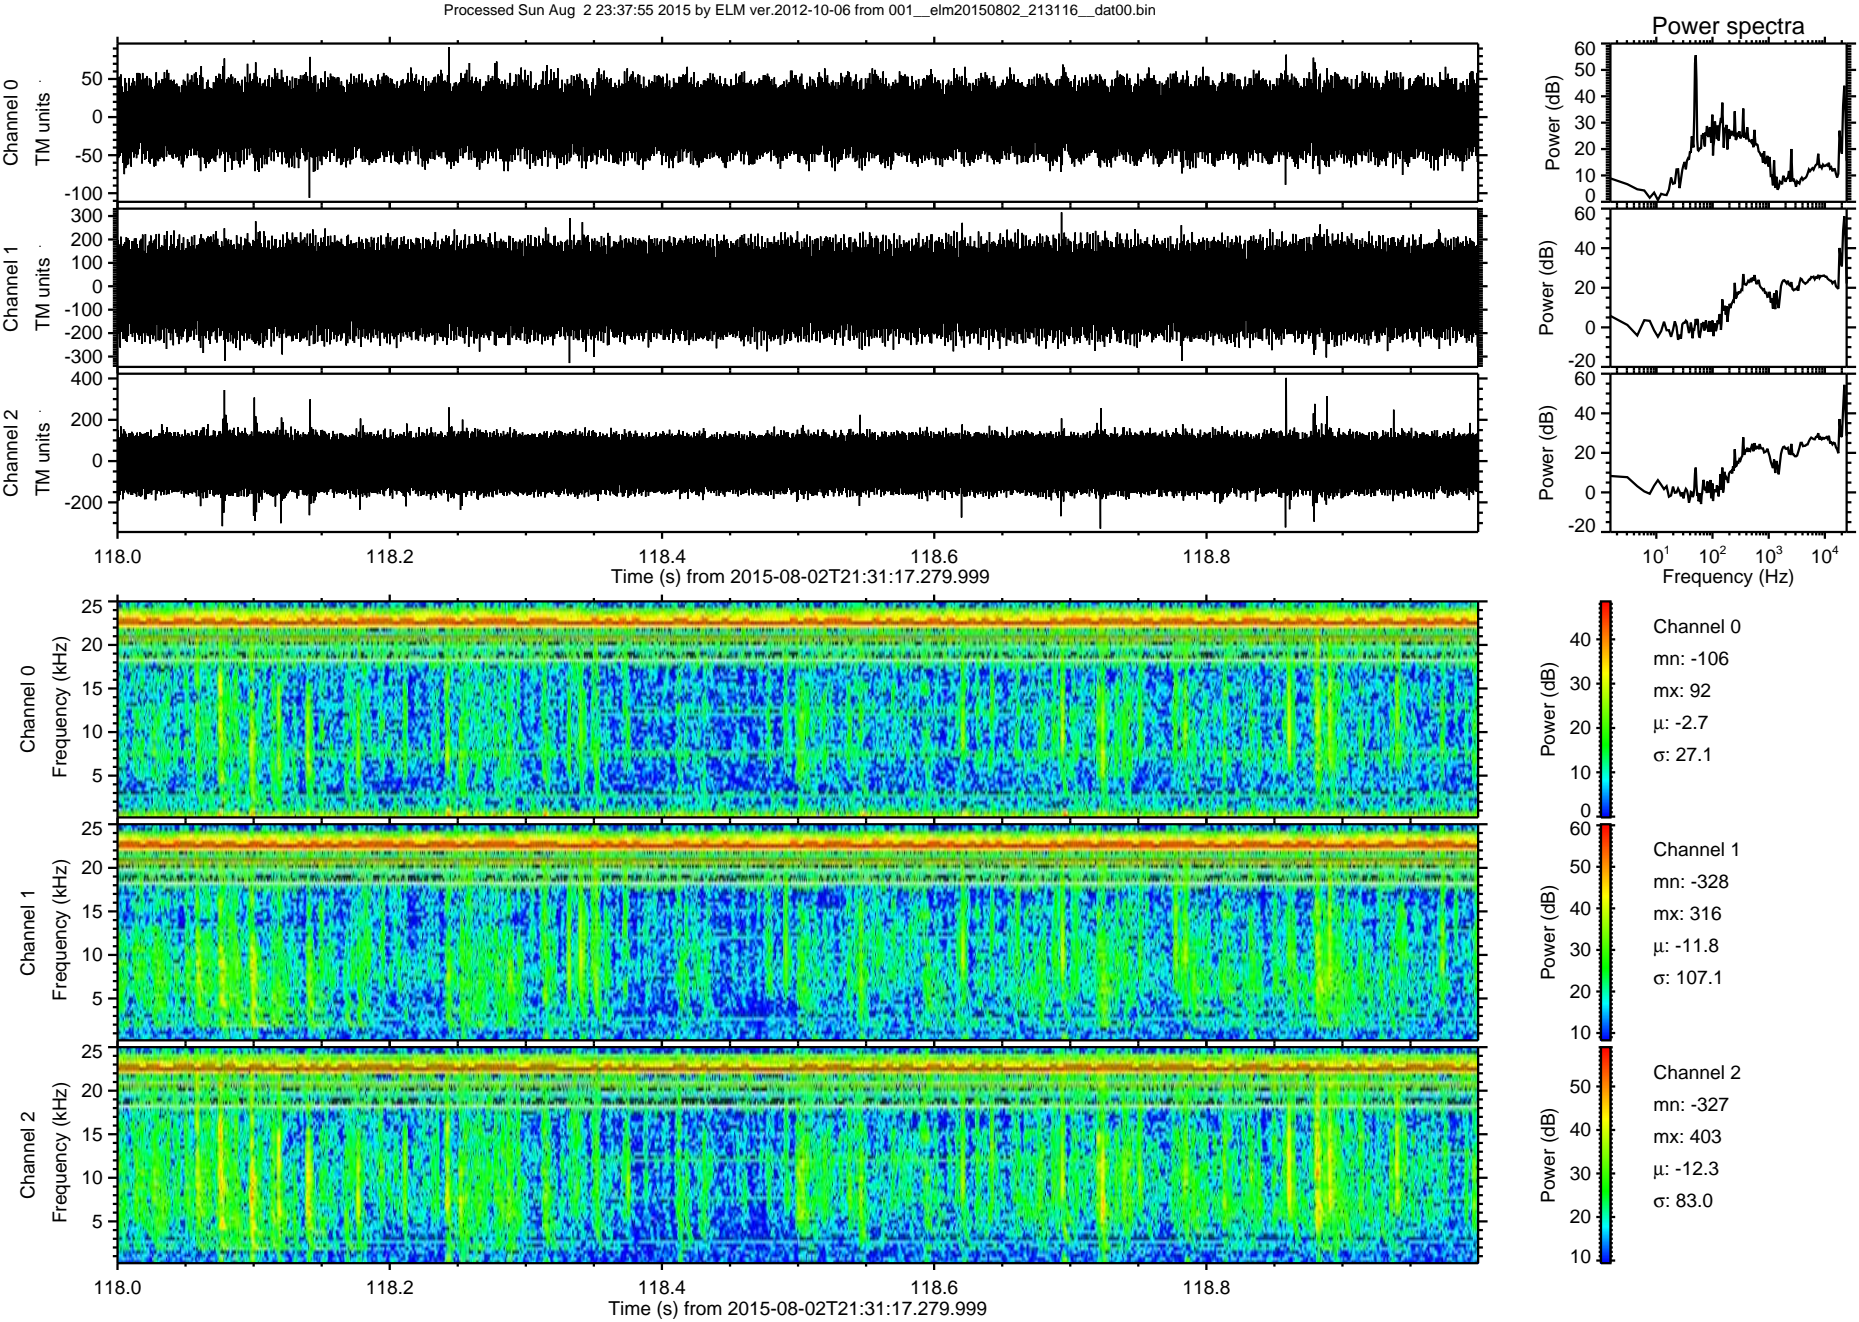 Processed Sun Aug  2 23:37:55 2015 by ELM ver.2012-10-06 from 001__elm20150802_213116__dat00.bin
Power spectra
Channel 0
TM units
50
0
-50
-100
Power (dB)
60
50
40
30
20
10
0
Channel 1
TM units
300
200
100
0
-100
-200
-300
Power (dB)
60
40
20
0
-20
Channel 2
TM units
400
200
0
-200
Power (dB)
60
40
20
0
-20
118.0 118.2 118.4 118.6 118.8
Time (s) from 2015-08-02T21:31:17.279.999
10¹ 10² 10³ 10⁴
Frequency (Hz)
Channel 0
Frequency (kHz)
25
20
15
10
5
Power (dB)
40
30
20
10
0
Channel 0
mn: -106
mx: 92
μ: -2.7
σ: 27.1
Channel 1
Frequency (kHz)
25
20
15
10
5
Power (dB)
60
50
40
30
20
10
Channel 1
mn: -328
mx: 316
μ: -11.8
σ: 107.1
Channel 2
Frequency (kHz)
25
20
15
10
5
Power (dB)
50
40
30
20
10
Channel 2
mn: -327
mx: 403
μ: -12.3
σ: 83.0
118.0 118.2 118.4 118.6 118.8
Time (s) from 2015-08-02T21:31:17.279.999